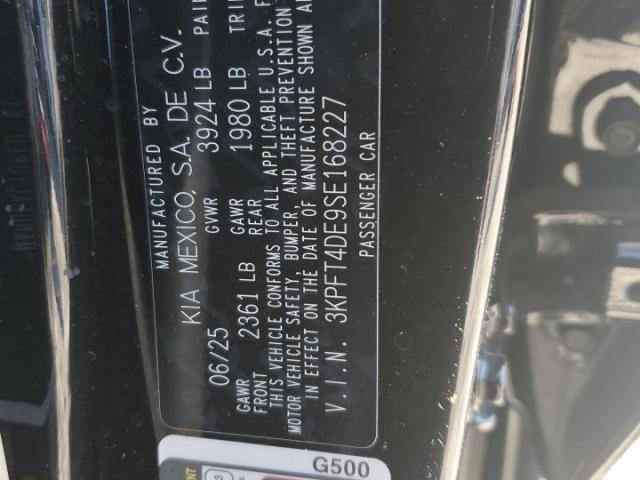 MANUFACTURED BY
KIA MEXICO, S.A. DE C.V.
06/25 GVWR 3924 LB
GAWR FRONT 2361 LB GAWR REAR 1980 LB
THIS VEHICLE CONFORMS TO ALL APPLICABLE U.S.A.
MOTOR VEHICLE SAFETY, BUMPER, AND THEFT PREVENTION
IN EFFECT ON THE DATE OF MANUFACTURE SHOWN
V.I.N. 3KPFT4DE9SE168227
PASSENGER CAR
G500